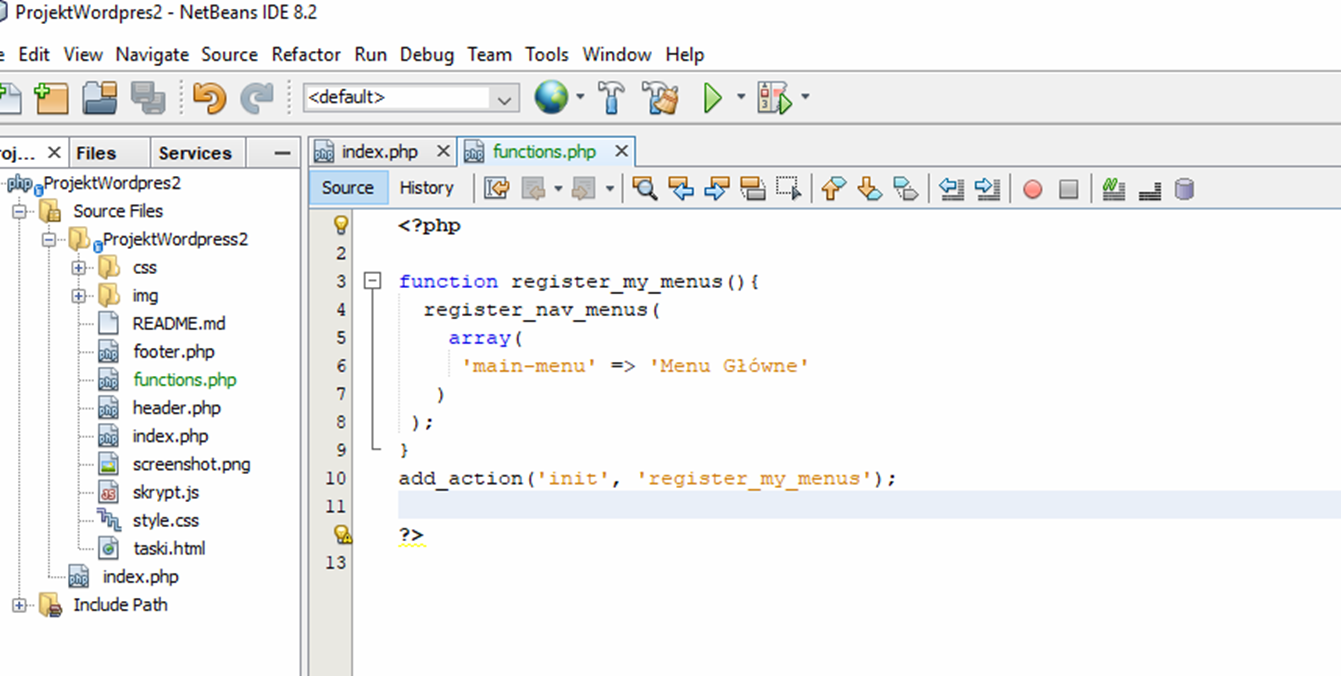 ProjektWordpres2 - NetBeans IDE 8.2
Edit View Navigate Source Refactor Run Debug Team Tools Window Help
<default>
Files Services
index.php functions.php
Source History
ProjektWordpres2
Source Files
ProjektWordpress2
css
img
README.md
footer.php
functions.php
header.php
index.php
screenshot.png
skrypt.js
style.css
taski.html
index.php
Include Path
<?php
2
3 function register_my_menus(){
4 register_nav_menus(
5 array(
6 'main-menu' => 'Menu Główne'
7 )
8 );
9 }
10 add_action('init', 'register_my_menus');
11
?>
13